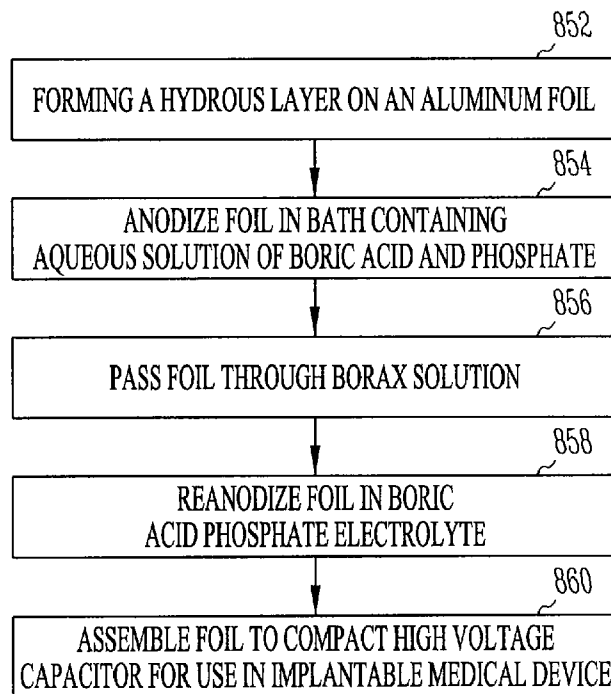 852
FORMING A HYDROUS LAYER ON AN ALUMINUM FOIL
854
ANODIZE FOIL IN BATH CONTAINING
AQUEOUS SOLUTION OF BORIC ACID AND PHOSPHATE
856
PASS FOIL THROUGH BORAX SOLUTION
858
REANODIZE FOIL IN BORIC
ACID PHOSPHATE ELECTROLYTE
860
ASSEMBLE FOIL TO COMPACT HIGH VOLTAGE
CAPACITOR FOR USE IN IMPLANTABLE MEDICAL DEVICE